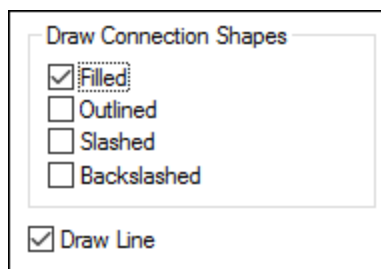 Draw Connection Shapes
Filled
Outlined
Slashed
Backslashed
Draw Line